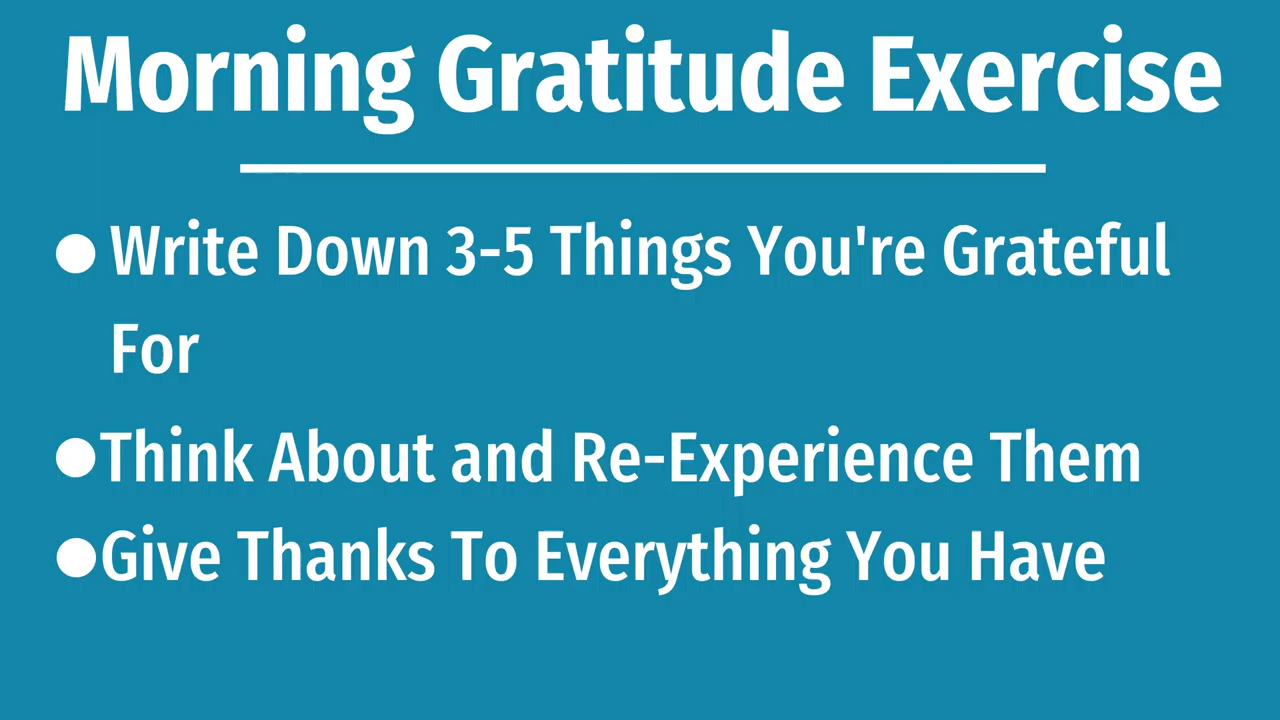 Morning Gratitude Exercise
● Write Down 3-5 Things You're Grateful
For
●Think About and Re-Experience Them
●Give Thanks To Everything You Have